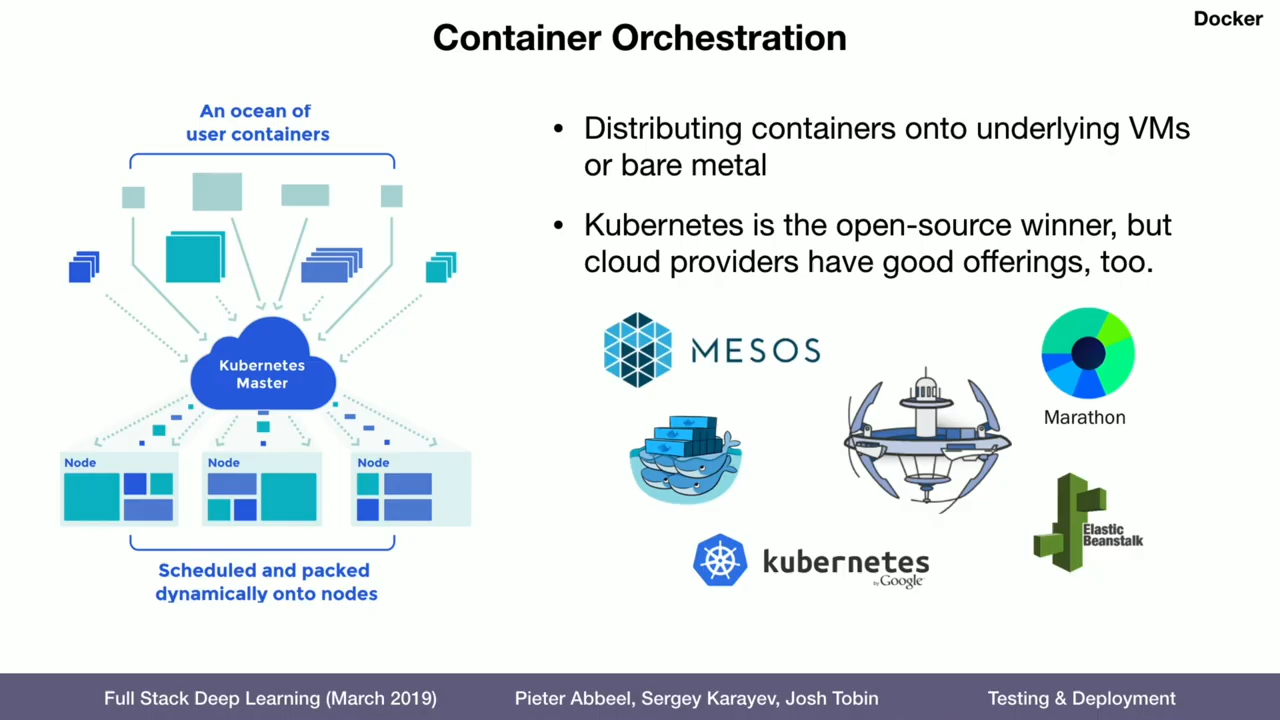 Docker
Container Orchestration
An ocean of
user containers
Kubernetes
Master
Node
Node
Node
Scheduled and packed
dynamically onto nodes
• Distributing containers onto underlying VMs
or bare metal
• Kubernetes is the open-source winner, but
cloud providers have good offerings, too.
MESOS
Marathon
Elastic
Beanstalk
kubernetes
by Google
Full Stack Deep Learning (March 2019)
Pieter Abbeel, Sergey Karayev, Josh Tobin
Testing & Deployment